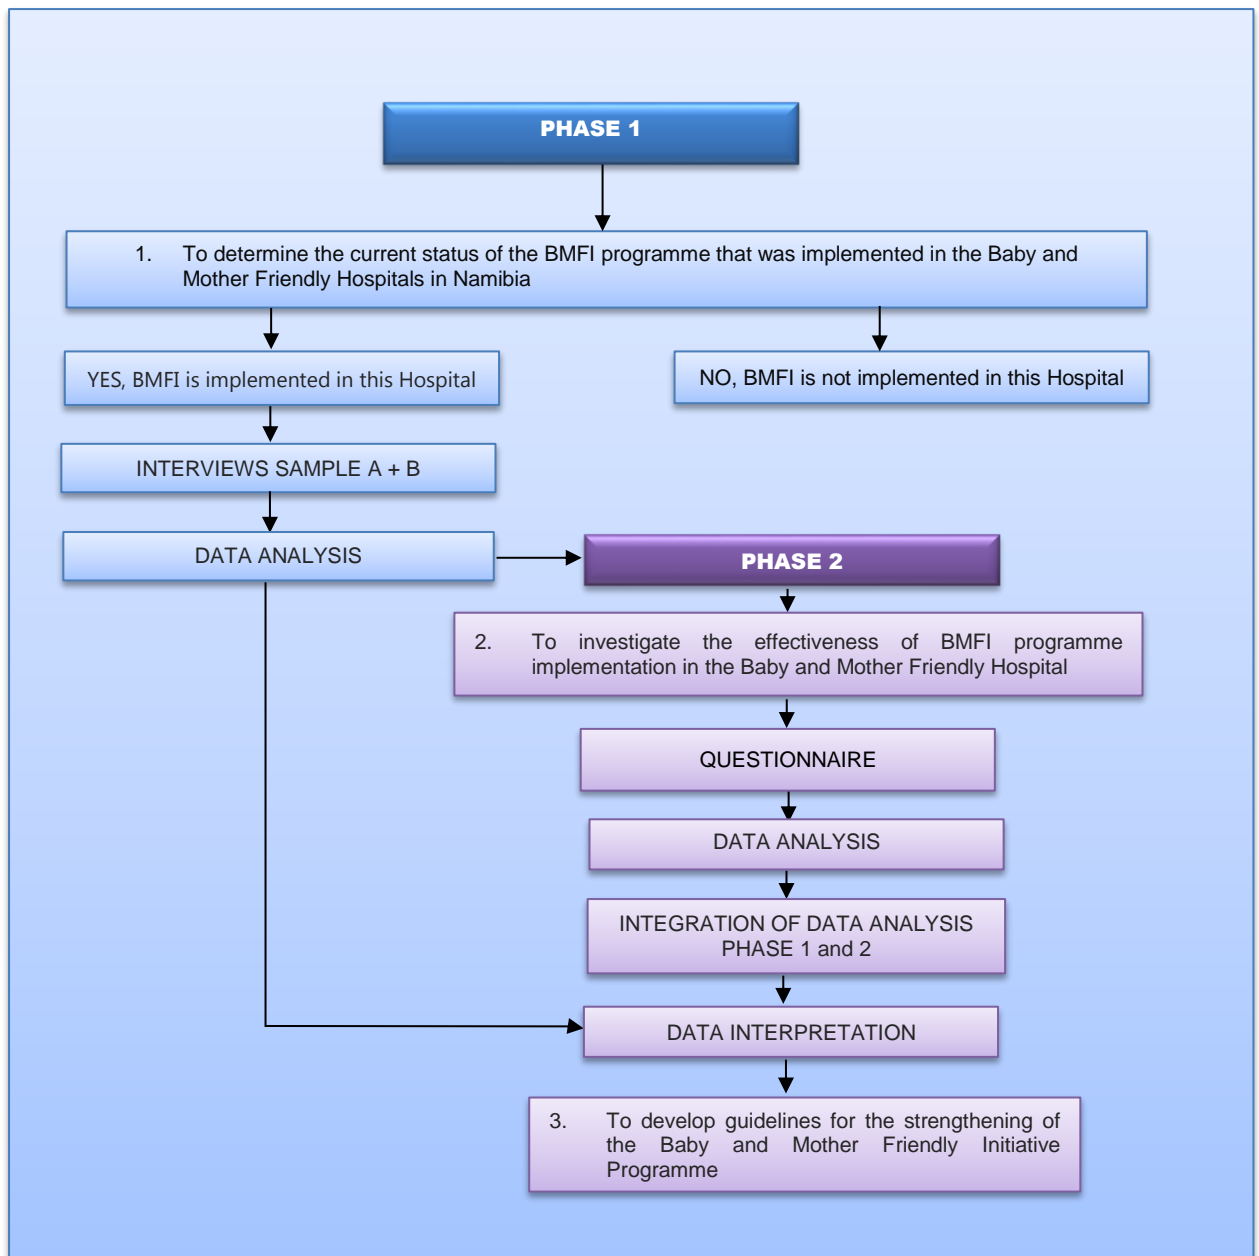 PHASE 1
1. To determine the current status of the BMFI programme that was implemented in the Baby and
Mother Friendly Hospitals in Namibia
YES, BMFI is implemented in this Hospital
NO, BMFI is not implemented in this Hospital
INTERVIEWS SAMPLE A + B
DATA ANALYSIS
PHASE 2
2. To investigate the effectiveness of BMFI programme
implementation in the Baby and Mother Friendly Hospital
QUESTIONNAIRE
DATA ANALYSIS
INTEGRATION OF DATA ANALYSIS
PHASE 1 and 2
DATA INTERPRETATION
3. To develop guidelines for the strengthening of
the Baby and Mother Friendly Initiative
Programme